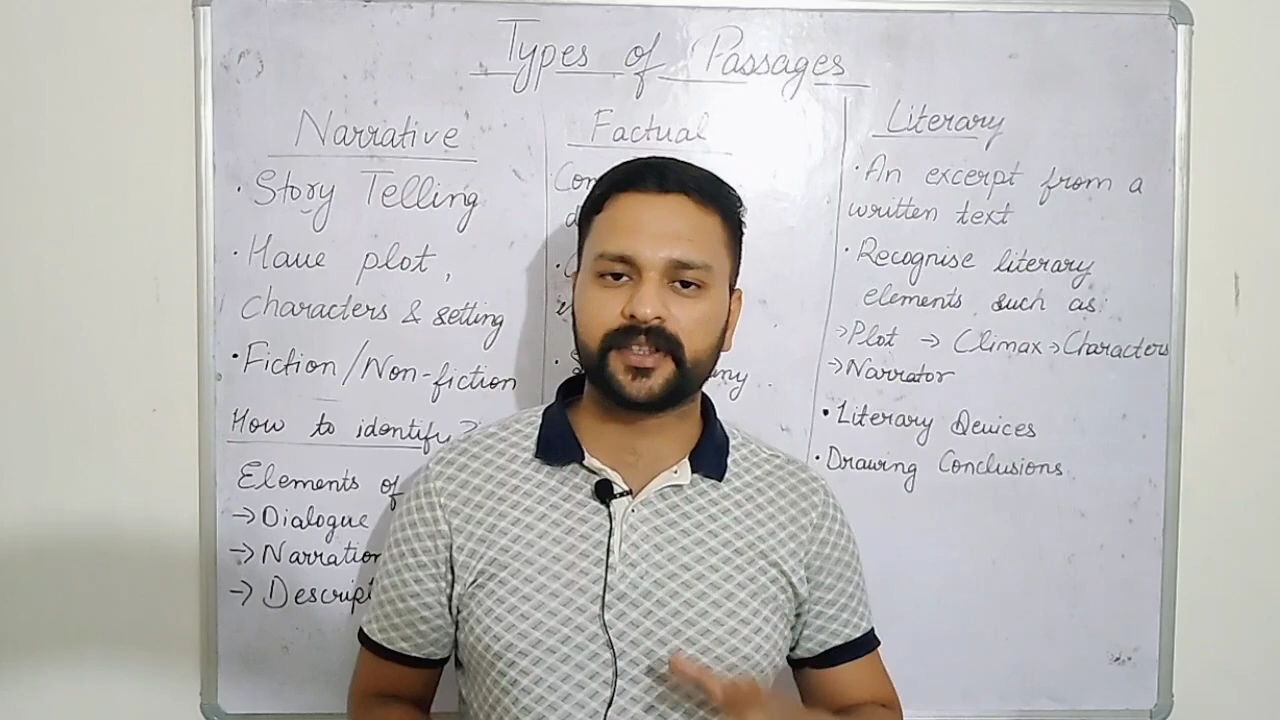 Types of Passages
Narrative
· Story Telling
· Have plot,
characters & setting
· Fiction/Non-fiction
How to identify?
Elements of
→ Dialogue
→ Narration
Factual
Literary
· An excerpt from a
written text
· Recognise literary
elements such as:
→ Plot → Climax → Characters
→ Narrator
· Literary Devices
· Drawing Conclusions